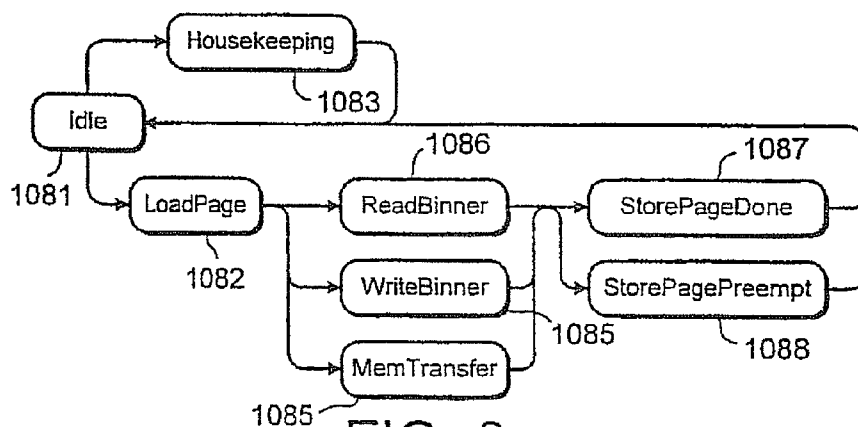 Housekeeping
1083
Idle
1081
1086
1087
LoadPage
ReadBinner
StorePageDone
1082
WriteBinner
StorePagePreempt
1085
1088
MemTransfer
1085